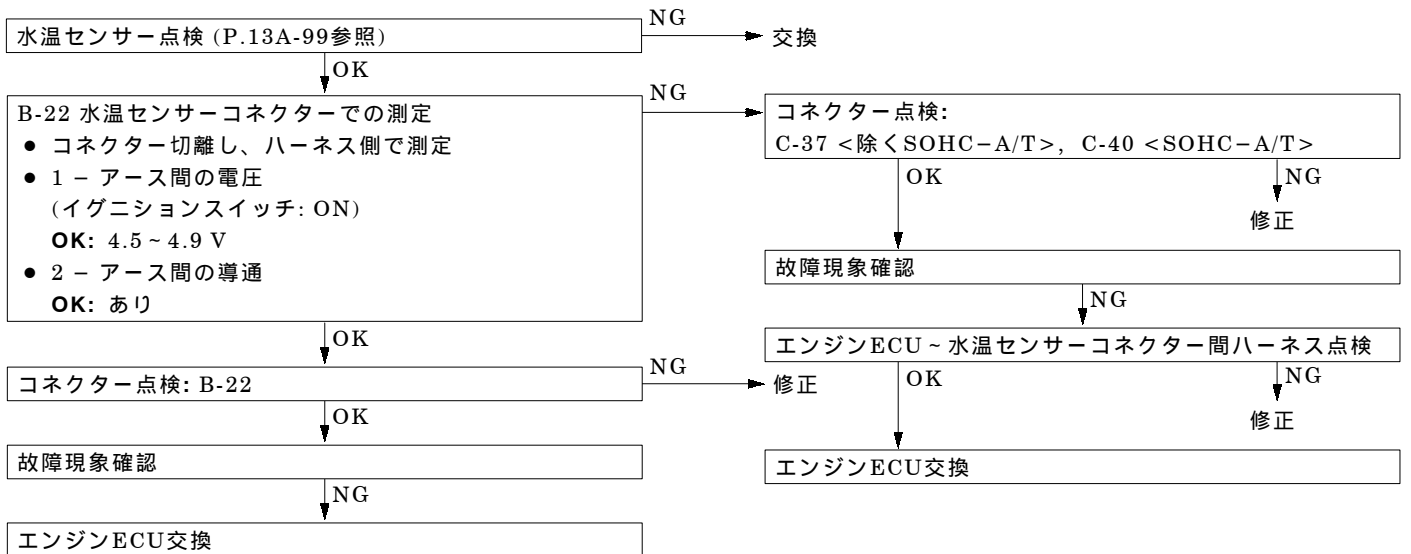 水温センサー点検 (P.13A-99参照)
NG
交換
OK
B-22 水温センサーコネクターでの測定
● コネクター切離し、ハーネス側で測定
● 1 – アース間の電圧
(イグニションスイッチ: ON)
OK: 4.5 ~ 4.9 V
● 2 – アース間の導通
OK: あり
NG
コネクター点検:
C-37 <除くSOHC−A/T>, C-40 <SOHC−A/T>
OK
NG
修正
故障現象確認
NG
エンジンECU ~ 水温センサーコネクター間ハーネス点検
OK
NG
修正
エンジンECU交換
OK
コネクター点検: B-22
NG
修正
OK
故障現象確認
NG
エンジンECU交換